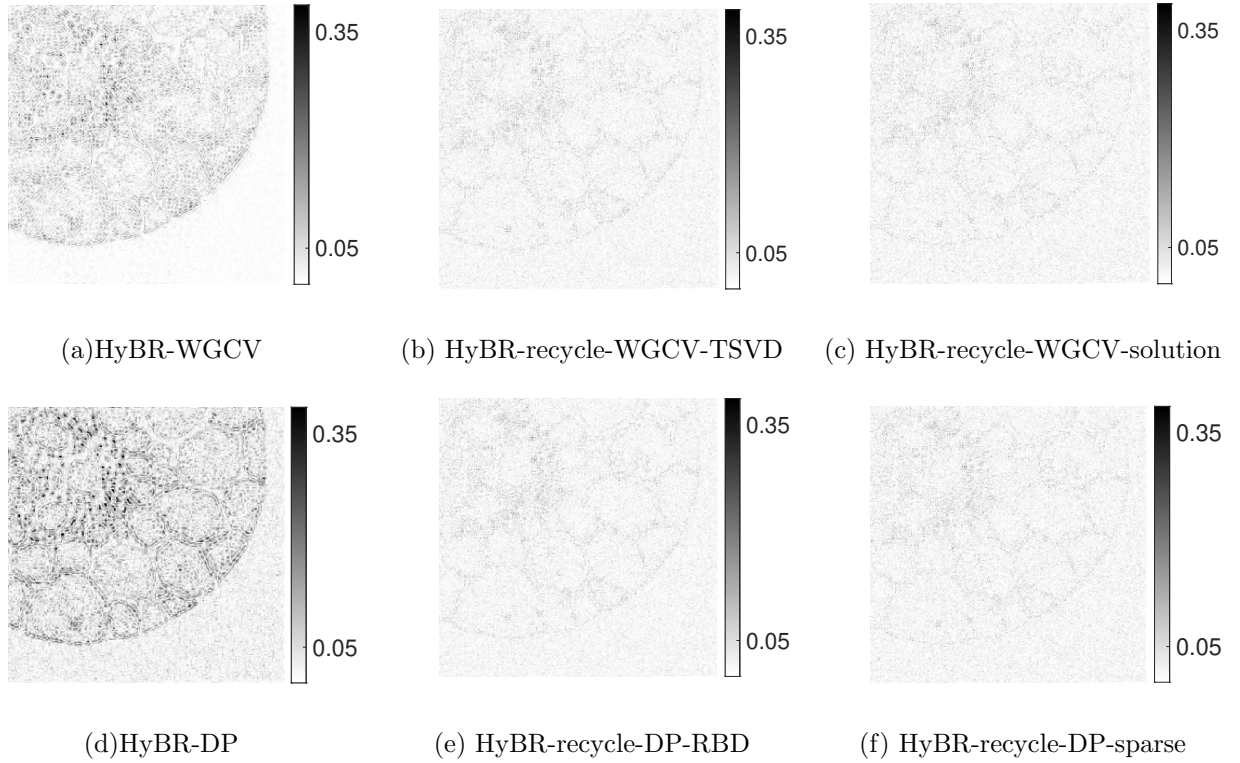 0.35
0.05
0.35
0.05
0.35
0.05
(a)HyBR-WGCV
(b) HyBR-recycle-WGCV-TSVD
(c) HyBR-recycle-WGCV-solution
0.35
0.05
0.35
0.05
0.35
0.05
(d)HyBR-DP
(e) HyBR-recycle-DP-RBD
(f) HyBR-recycle-DP-sparse